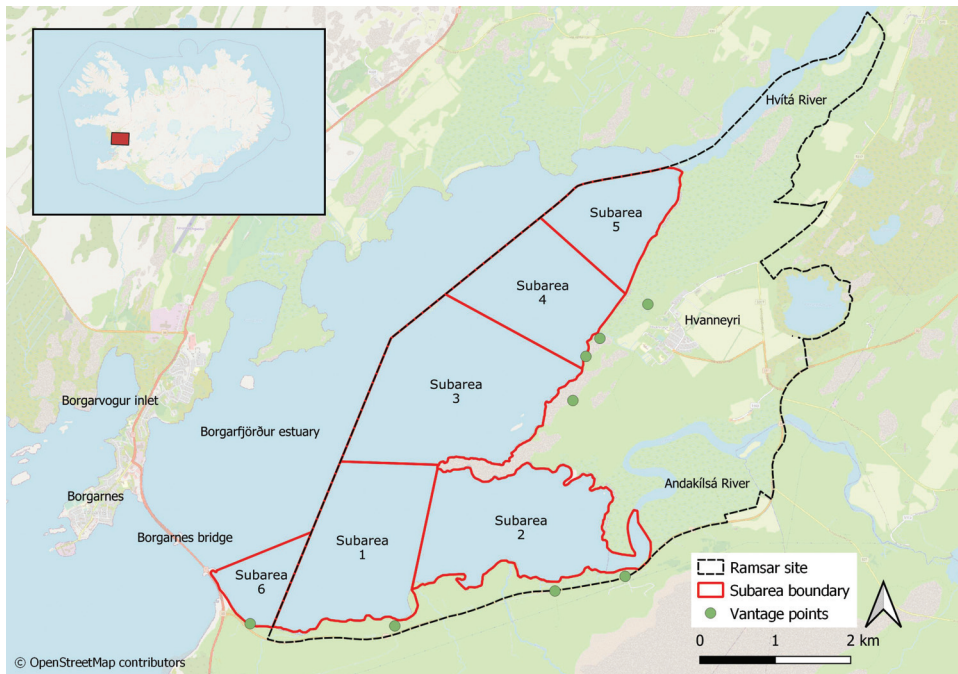 Hvítá River
Subarea
5
Subarea
4
Hvanneyri
Subarea
3
Borgarvogur inlet
Borgarfjörður estuary
Andakílsá River
Borgarnes
Subarea
2
Borgarnes bridge
Subarea
1
Subarea
6
Ramsar site
Subarea boundary
Vantage points
0 1 2 km
© OpenStreetMap contributors